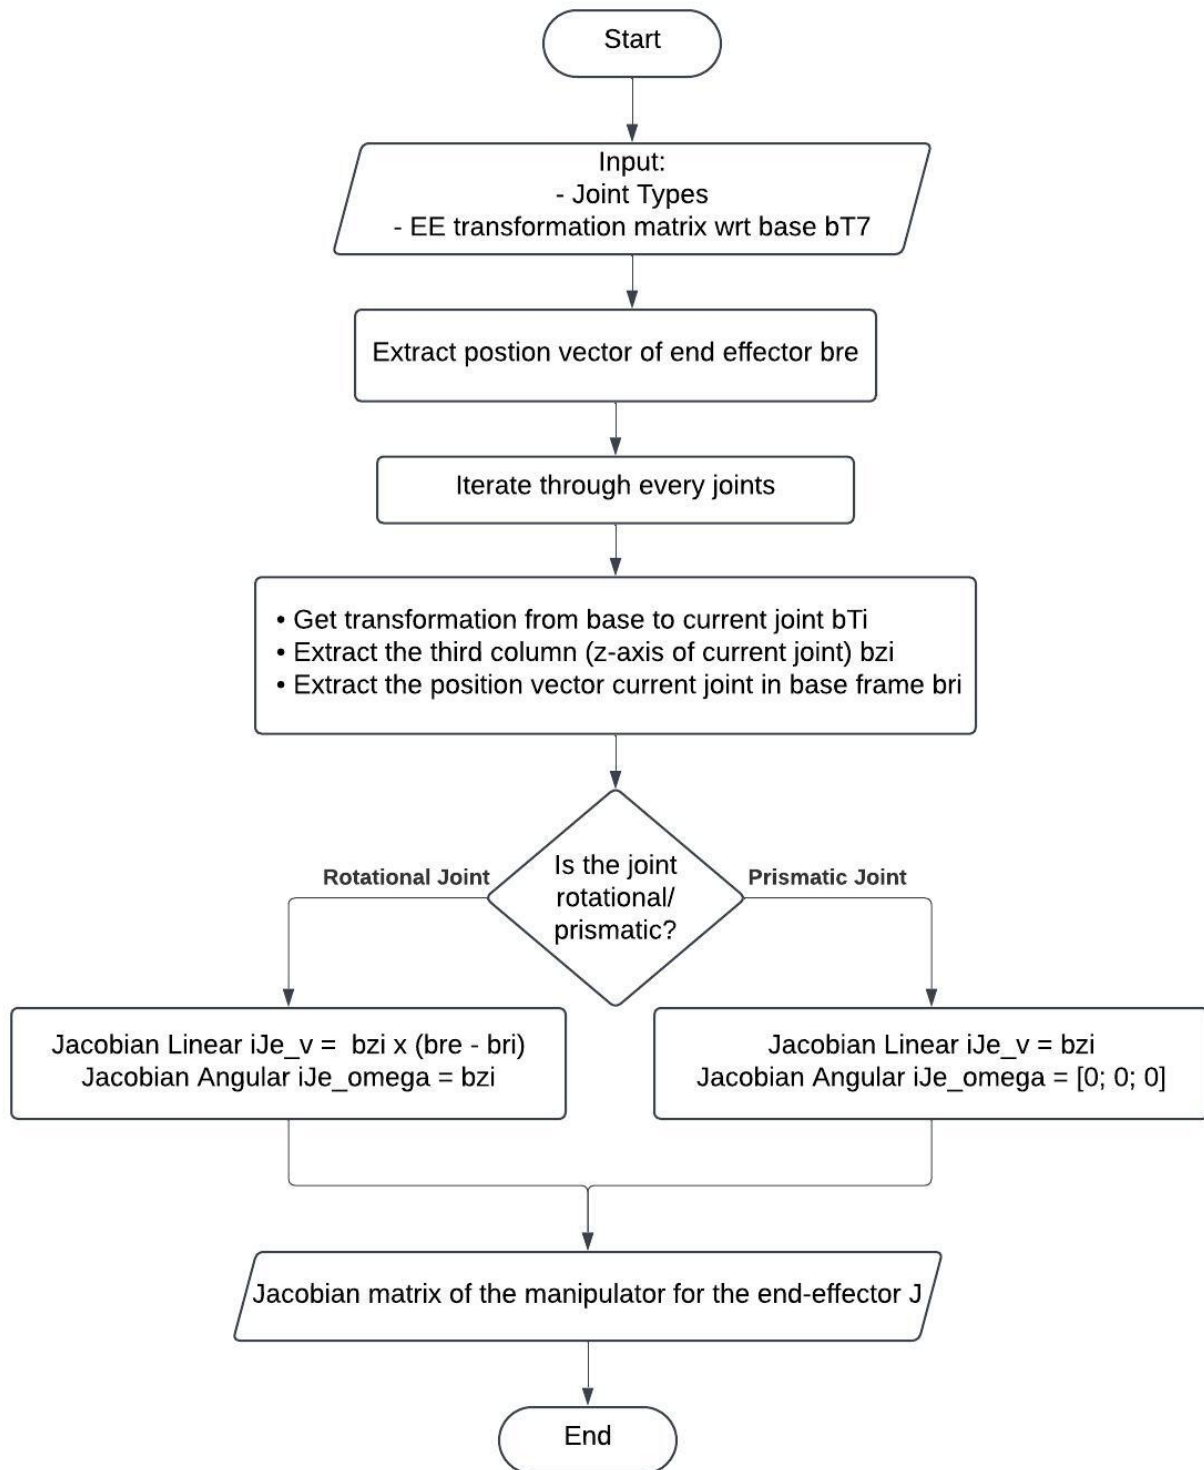 Start
Input:
- Joint Types
- EE transformation matrix wrt base bT7
Extract postion vector of end effector bre
Iterate through every joints
• Get transformation from base to current joint bTi
• Extract the third column (z-axis of current joint) bzi
• Extract the position vector current joint in base frame bri
Is the joint
rotational/
prismatic?
Rotational Joint
Prismatic Joint
Jacobian Linear iJe_v = bzi x (bre - bri)
Jacobian Angular iJe_omega = bzi
Jacobian Linear iJe_v = bzi
Jacobian Angular iJe_omega = [0; 0; 0]
Jacobian matrix of the manipulator for the end-effector J
End